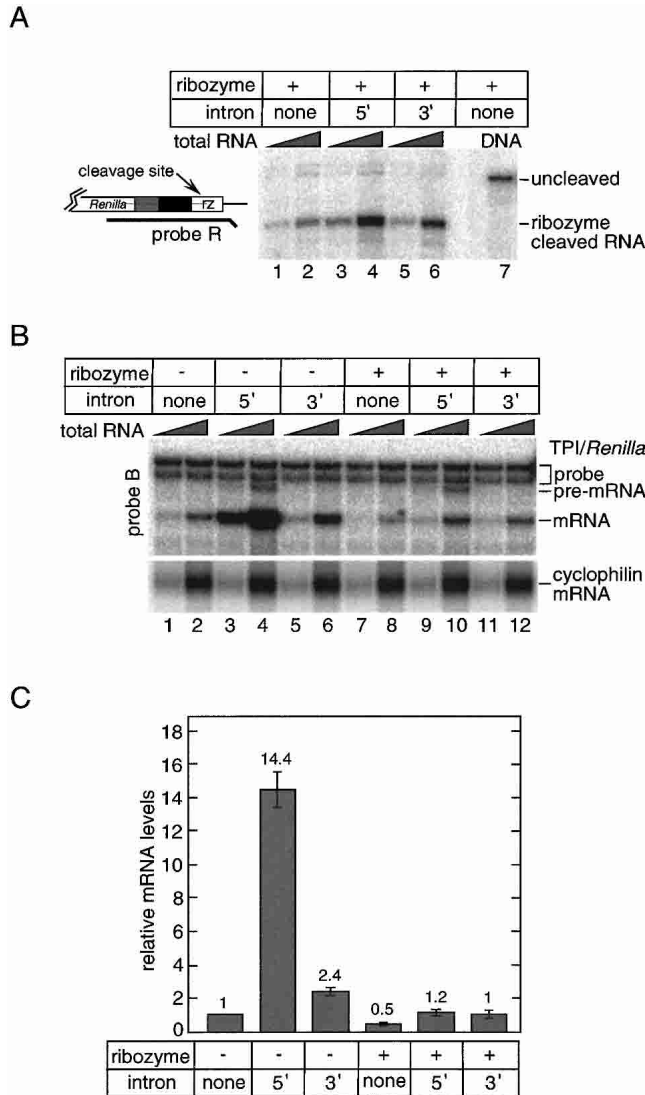 A
ribozyme + + + +
intron none 5' 3' none
total RNA DNA
cleavage site
uncleaved
Renilla rz
probe R
ribozyme
cleaved RNA
1 2 3 4 5 6 7
B
ribozyme - - - + + +
intron none 5' 3' none 5' 3'
total RNA
TPI/Renilla
probe B
probe
pre-mRNA
mRNA
cyclophilin
mRNA
1 2 3 4 5 6 7 8 9 10 11 12
C
relative mRNA levels
18
16
14
12
10
8
6
4
2
0
1 14.4 2.4 0.5 1.2 1
ribozyme - - - + + +
intron none 5' 3' none 5' 3'